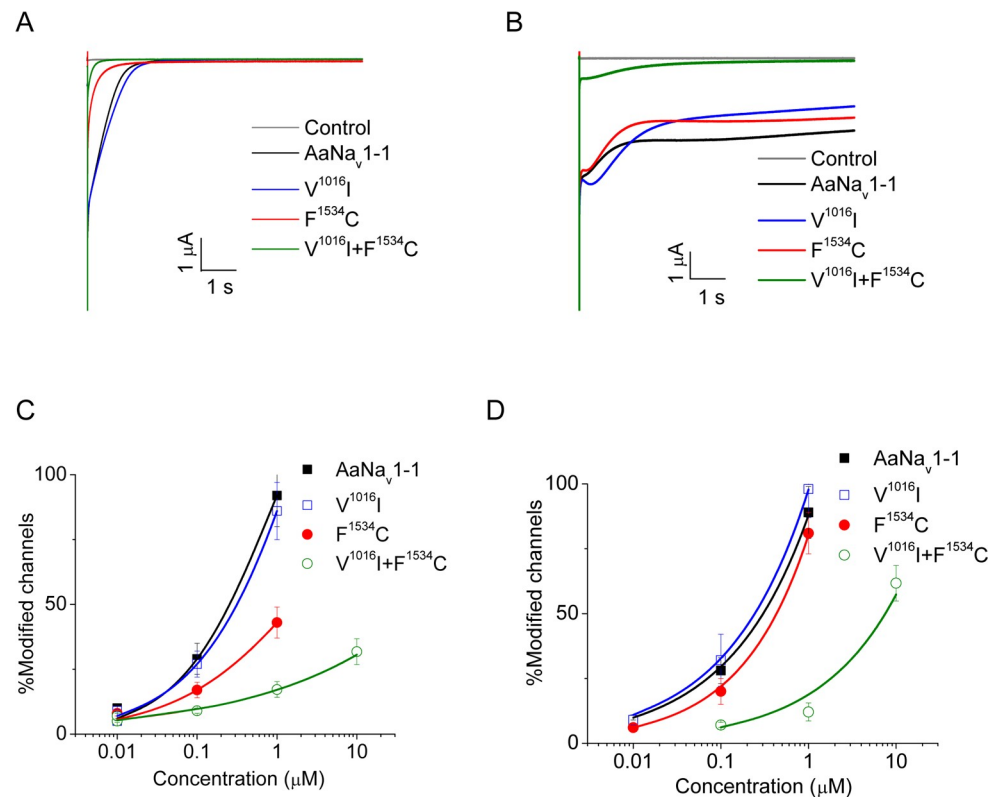 A
Control
AaNaᵥ1-1
V¹⁰¹⁶I
F¹⁵³⁴C
V¹⁰¹⁶I+F¹⁵³⁴C
1 μA
1 s
B
Control
AaNaᵥ1-1
V¹⁰¹⁶I
F¹⁵³⁴C
V¹⁰¹⁶I+F¹⁵³⁴C
1 μA
1 s
C
AaNaᵥ1-1
V¹⁰¹⁶I
F¹⁵³⁴C
V¹⁰¹⁶I+F¹⁵³⁴C
%Modified channels
100
50
0
0.01 0.1 1 10
Concentration (μM)
D
AaNaᵥ1-1
V¹⁰¹⁶I
F¹⁵³⁴C
V¹⁰¹⁶I+F¹⁵³⁴C
%Modified channels
100
50
0
0.01 0.1 1 10
Concentration (μM)